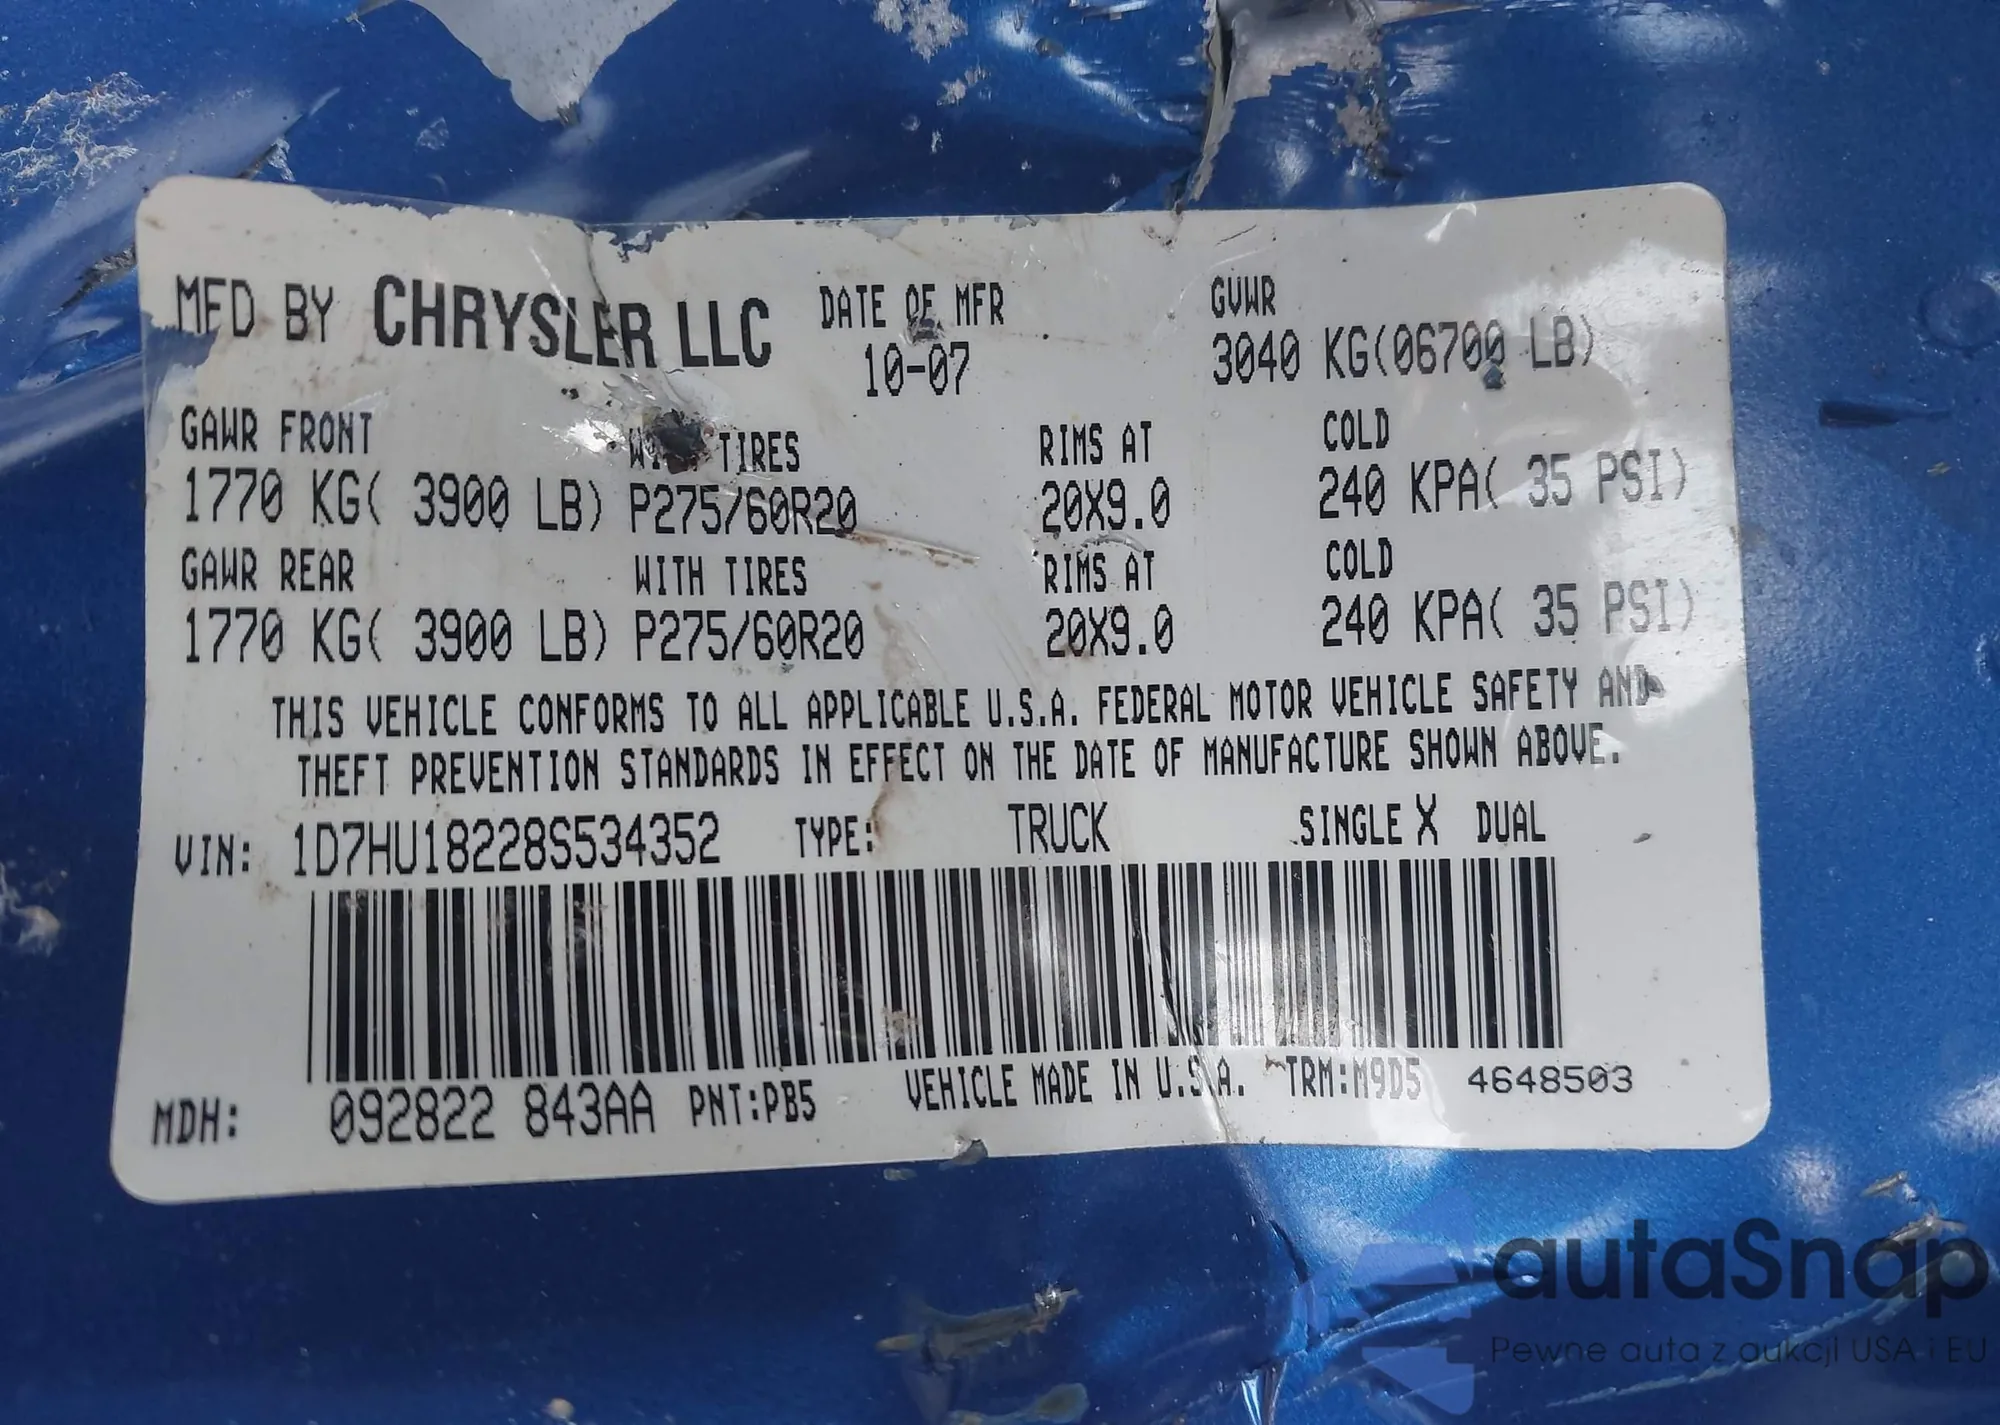 MFD BY CHRYSLER LLC DATE OF MFR GVWR
10-07 3040 KG(06700 LB)
GAWR FRONT WITH TIRES RIMS AT COLD
1770 KG( 3900 LB) P275/60R20 20X9.0 240 KPA( 35 PSI)
GAWR REAR WITH TIRES RIMS AT COLD
1770 KG( 3900 LB) P275/60R20 20X9.0 240 KPA( 35 PSI)
THIS VEHICLE CONFORMS TO ALL APPLICABLE U.S.A. FEDERAL MOTOR VEHICLE SAFETY AND
THEFT PREVENTION STANDARDS IN EFFECT ON THE DATE OF MANUFACTURE SHOWN ABOVE.
VIN: 1D7HU18228S534352 TYPE: TRUCK SINGLE X DUAL
MDH: 092822 843AA PNT:PB5 VEHICLE MADE IN U.S.A. TRM:M9D5 4648503
autaSnap
Pewne auta z aukcji USA i EU